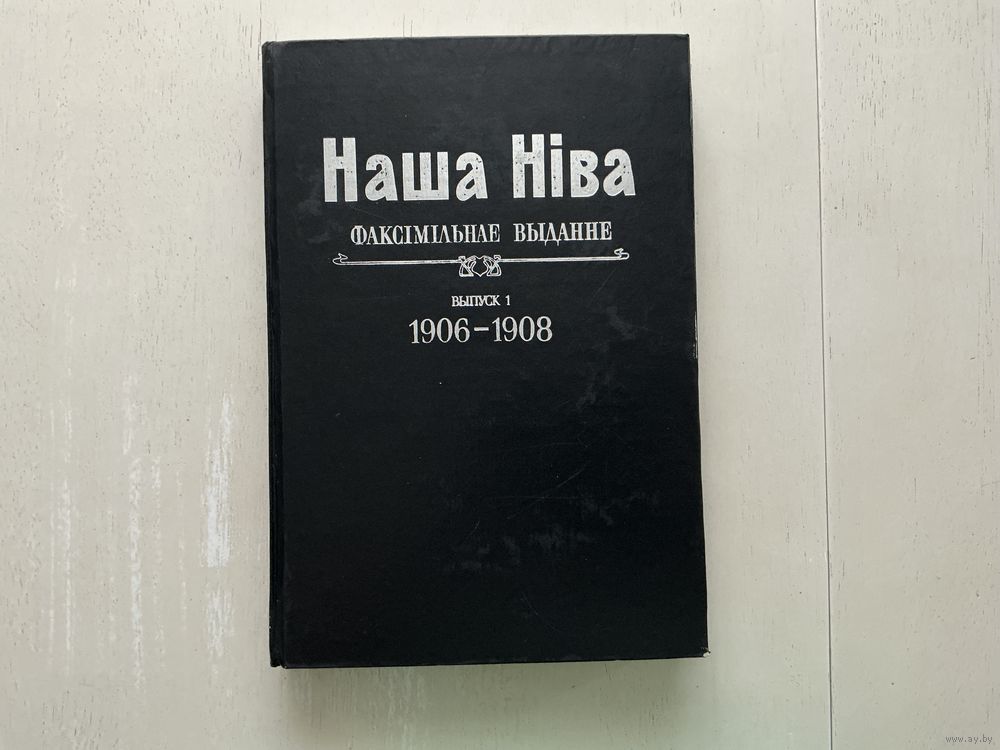 Наша Ніва
ФАКСІМІЛЬНАЕ ВЫДАННЕ
ВЫПУСК 1
1906–1908
www.ay.by